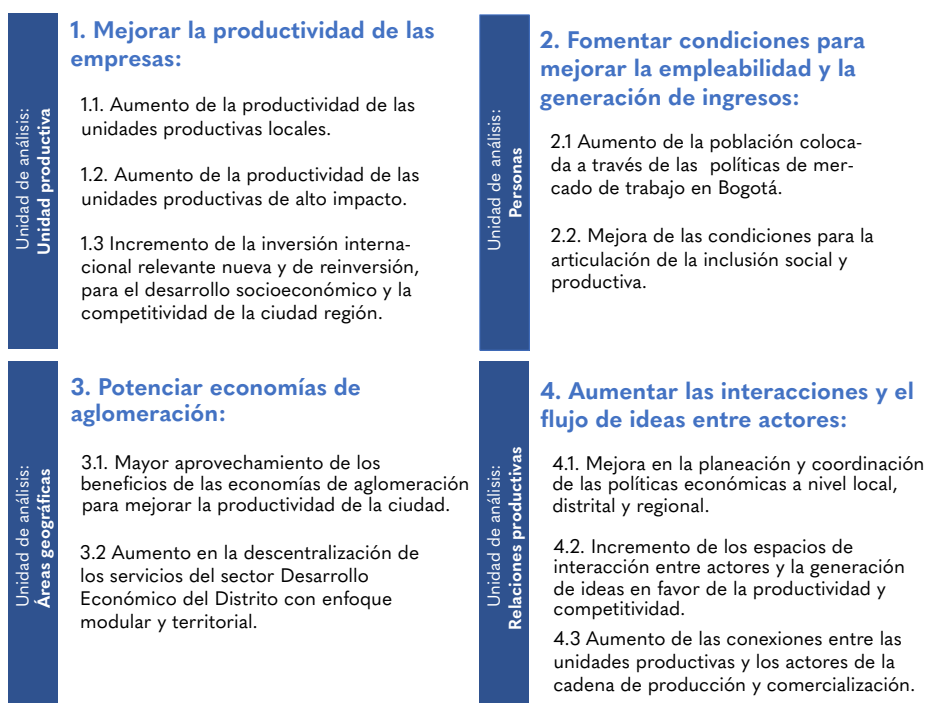 Unidad de análisis:
Unidad productiva
1. Mejorar la productividad de las
empresas:
1.1. Aumento de la productividad de las
unidades productivas locales.
1.2. Aumento de la productividad de las
unidades productivas de alto impacto.
1.3 Incremento de la inversión interna-
cional relevante nueva y de reinversión,
para el desarrollo socioeconómico y la
competitividad de la ciudad región.
Unidad de análisis:
Personas
2. Fomentar condiciones para
mejorar la empleabilidad y la
generación de ingresos:
2.1 Aumento de la población coloca-
da a través de las políticas de mer-
cado de trabajo en Bogotá.
2.2. Mejora de las condiciones para la
articulación de la inclusión social y
productiva.
Unidad de análisis:
Áreas geográficas
3. Potenciar economías de
aglomeración:
3.1. Mayor aprovechamiento de los
beneficios de las economías de aglomeración
para mejorar la productividad de la ciudad.
3.2 Aumento en la descentralización de
los servicios del sector Desarrollo
Económico del Distrito con enfoque
modular y territorial.
Unidad de análisis:
Relaciones productivas
4. Aumentar las interacciones y el
flujo de ideas entre actores:
4.1. Mejora en la planeación y coordinación
de las políticas económicas a nivel local,
distrital y regional.
4.2. Incremento de los espacios de
interacción entre actores y la generación
de ideas en favor de la productividad y
competitividad.
4.3 Aumento de las conexiones entre las
unidades productivas y los actores de la
cadena de producción y comercialización.